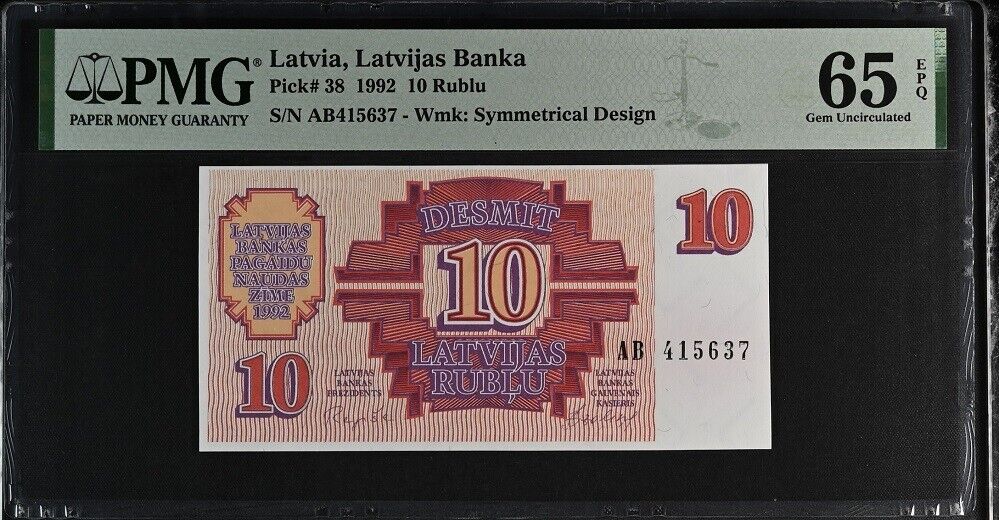 PMG®
PAPER MONEY GUARANTY
Latvia, Latvijas Banka
Pick# 38 1992 10 Rublu
S/N AB415637 - Wmk: Symmetrical Design
65 EPQ
Gem Uncirculated
LATVIJAS
BANKAS
PAGAIDU
NAUDAS
ZĪME
1992
10
DESMIT
10
LATVIJAS
RUBĻU
10
AB 415637
LATVIJAS
BANKAS
PREZIDENTS
LATVIJAS
BANKAS
GALVENAIS
KASIERIS